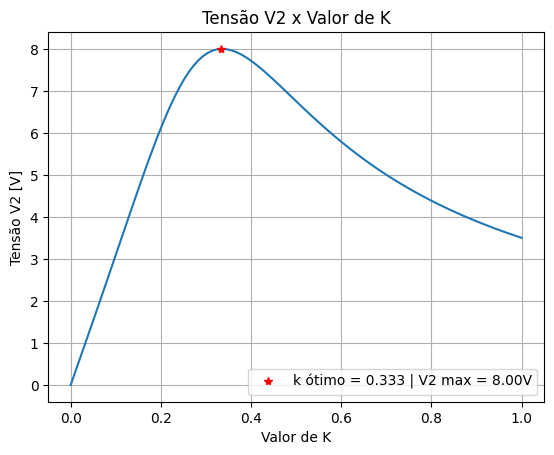 Tensão V2 x Valor de K
Tensão V2 [V]
8
7
6
5
4
3
2
1
0
0.0 0.2 0.4 0.6 0.8 1.0
Valor de K
k ótimo = 0.333 | V2 max = 8.00V